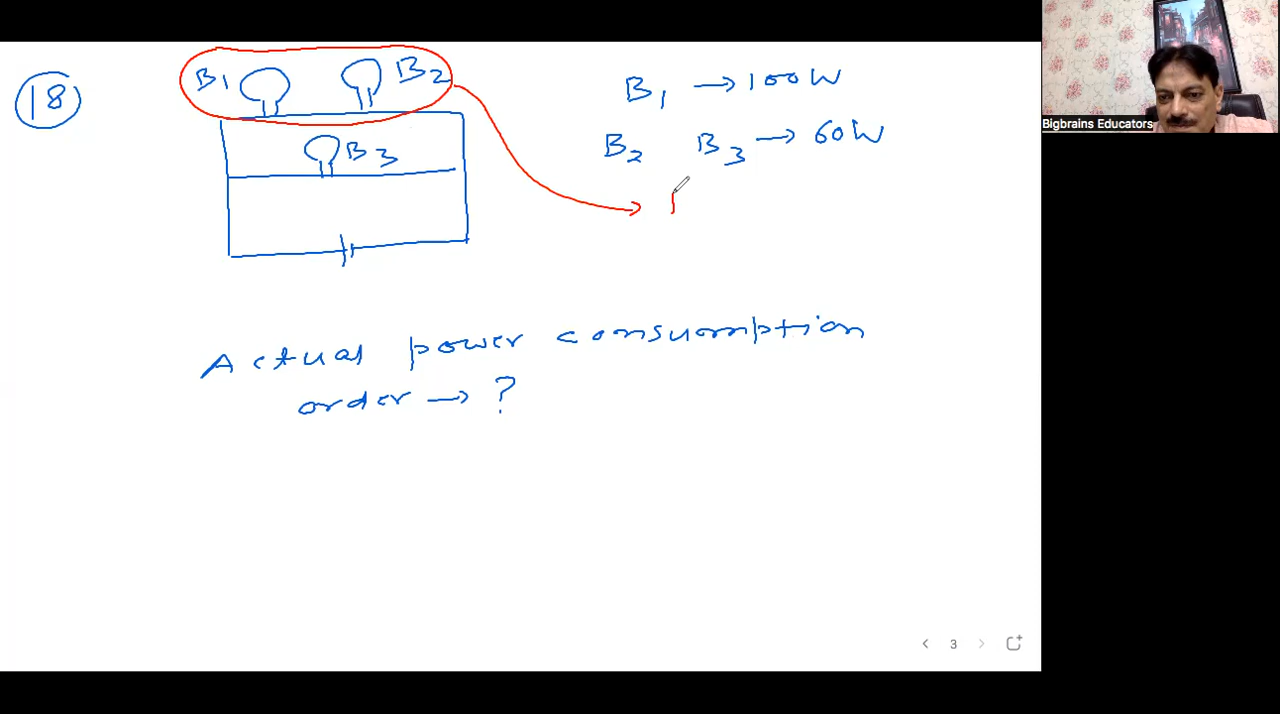 18
B1 B2
B3
B1 → 100W
B2 B3 → 60W
Actual power consumption
order → ?
Bigbrains Educators
3